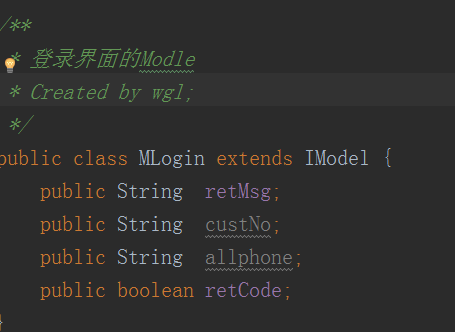 /**
* 登录界面的Modle
* Created by wgl;
*/
public class MLogin extends IModel {
public String retMsg;
public String custNo;
public String allphone;
public boolean retCode;
}